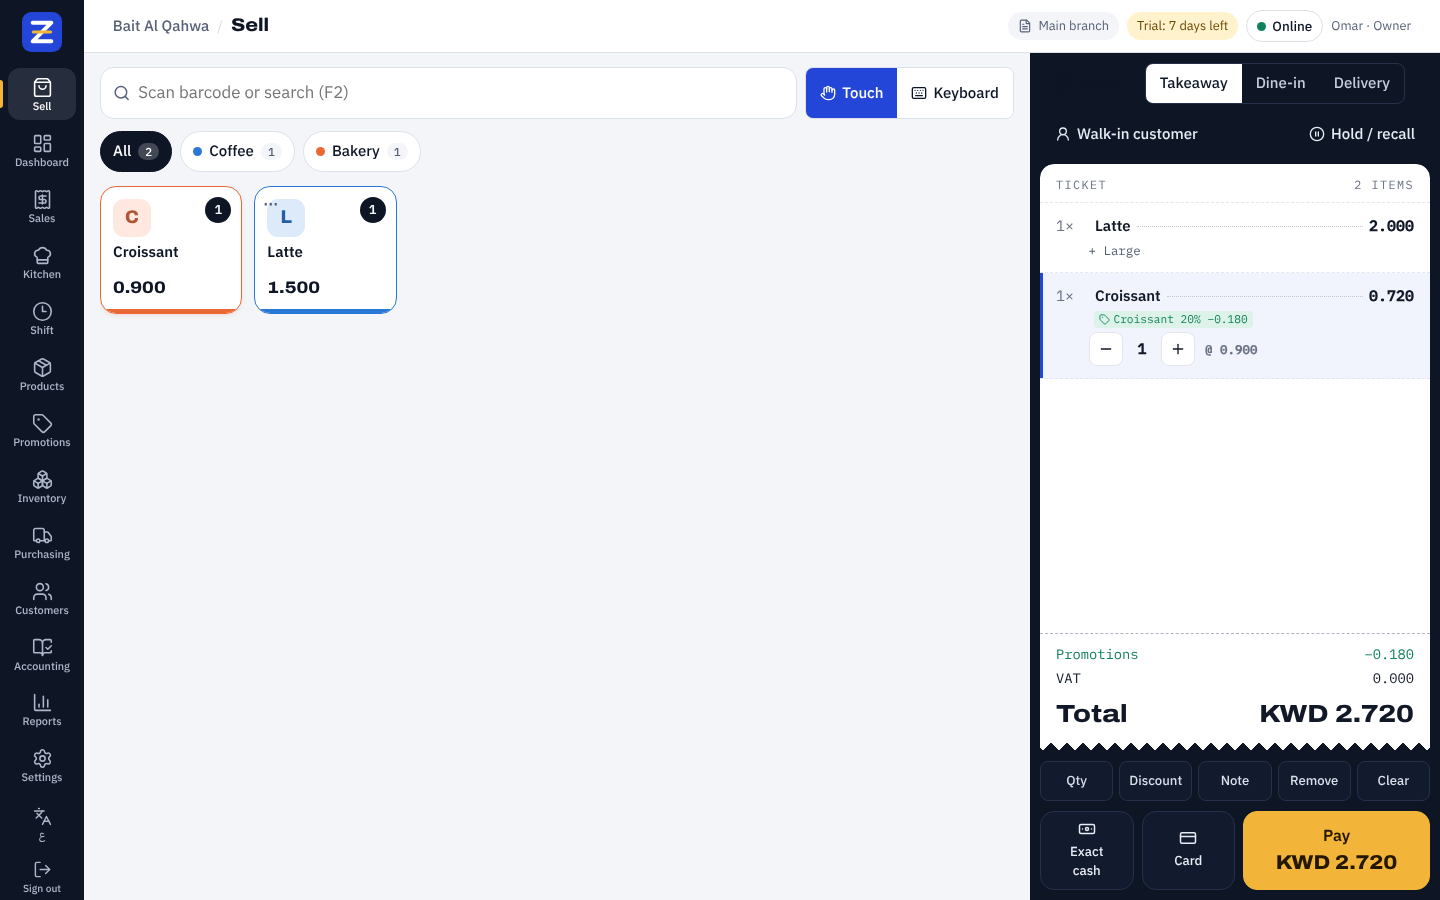 Z
Sell
Dashboard
Sales
Kitchen
Shift
Products
Promotions
Inventory
Purchasing
Customers
Accounting
Reports
Settings
ع
Sign out
Bait Al Qahwa / Sell
Main branch
Trial: 7 days left
Online
Omar · Owner
Scan barcode or search (F2)
Touch
Keyboard
All 2
Coffee 1
Bakery 1
C
1
Croissant
0.900
L
1
Latte
1.500
Takeaway
Dine-in
Delivery
Walk-in customer
Hold / recall
TICKET 2 ITEMS
1× Latte 2.000
+ Large
1× Croissant 0.720
Croissant 20% −0.180
− 1 + @ 0.900
Promotions −0.180
VAT 0.000
Total KWD 2.720
Qty
Discount
Note
Remove
Clear
Exact
cash
Card
Pay
KWD 2.720